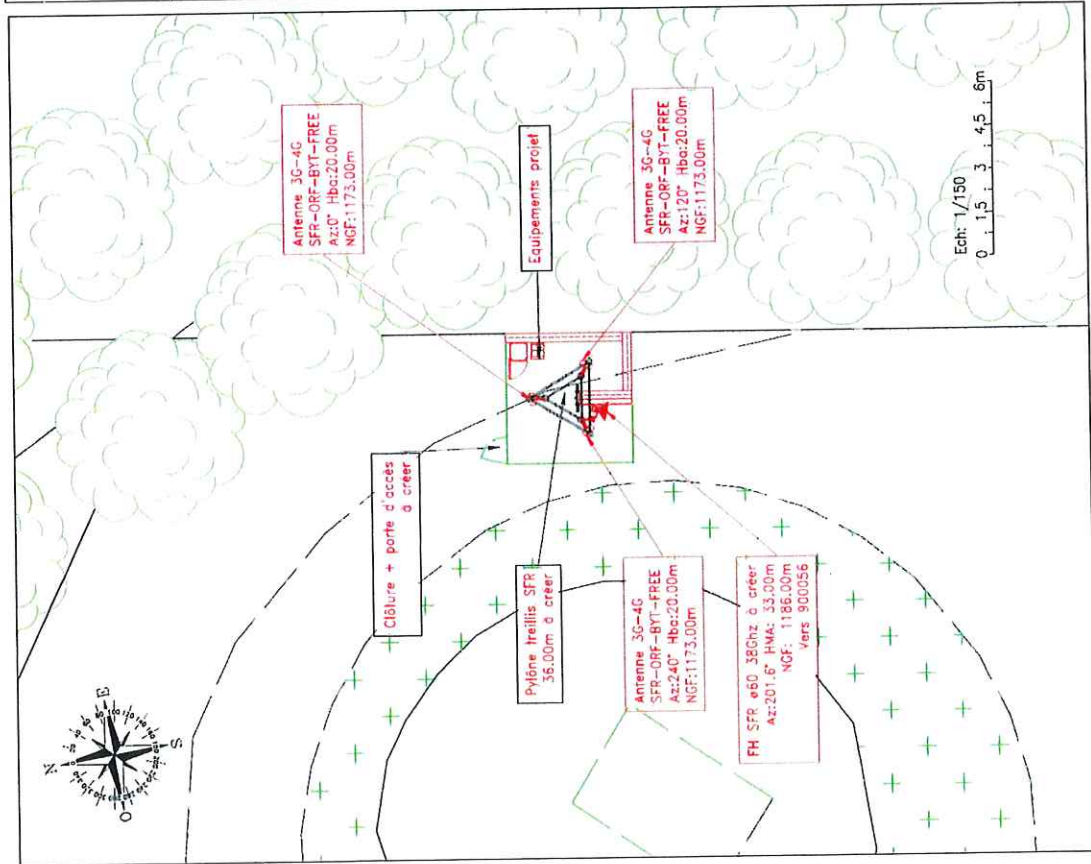 Antenne 3G-4G
SFR-ORF-BYT-FREE
Az:0° Hba:20.00m
NGF:1173.00m
Equipements projet
Antenne 3G-4G
SFR-ORF-BYT-FREE
Az:120° Hba:20.00m
NGF:1173.00m
Ech: 1/150
0 1,5 3 4,5 6m
Clôture + porte d'accès
à créer
Pylône treillis SFR
36.00m à créer
Antenne 3G-4G
SFR-ORF-BYT-FREE
Az:240° Hba:20.00m
NGF:1173.00m
FH SFR ø60 38Ghz à créer
Az:201.6° HMA: 33.00m
NGF: 1186.00m
Vers 900056
N
E
S
O